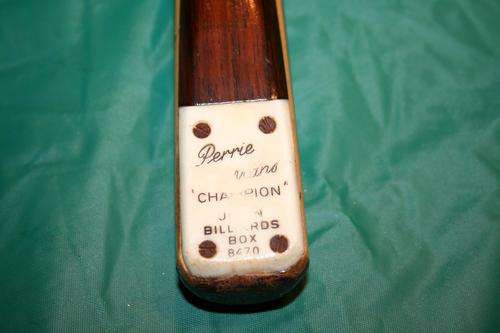 Perrie
"CHAMPION"
BILLIARDS
BOX
8470